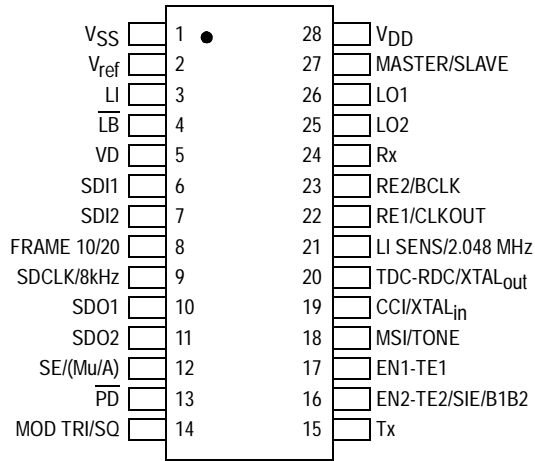 VSS 1 28 VDD
Vref 2 27 MASTER/SLAVE
LI 3 26 LO1
LB 4 25 LO2
VD 5 24 Rx
SDI1 6 23 RE2/BCLK
SDI2 7 22 RE1/CLKOUT
FRAME 10/20 8 21 LI SENS/2.048 MHz
SDCLK/8kHz 9 20 TDC-RDC/XTALout
SDO1 10 19 CCI/XTALin
SDO2 11 18 MSI/TONE
SE/(Mu/A) 12 17 EN1-TE1
PD 13 16 EN2-TE2/SIE/B1B2
MOD TRI/SQ 14 15 Tx